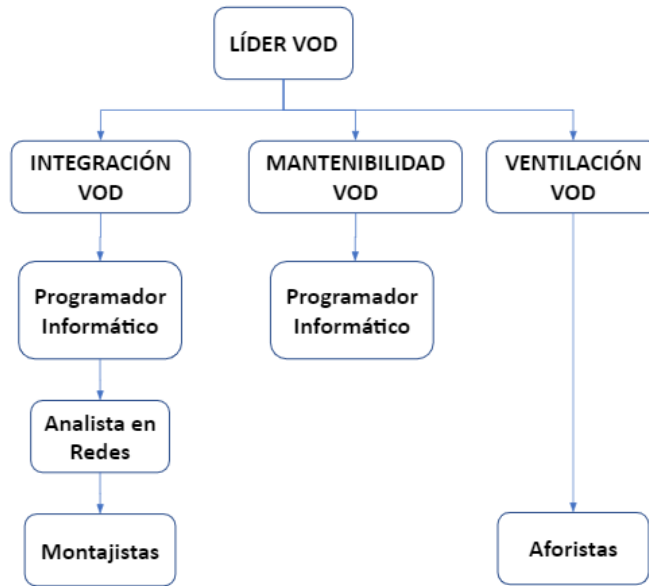 LÍDER VOD
INTEGRACIÓN
VOD
MANTENIBILIDAD
VOD
VENTILACIÓN
VOD
Programador
Informático
Programador
Informático
Analista en
Redes
Montajistas
Aforistas